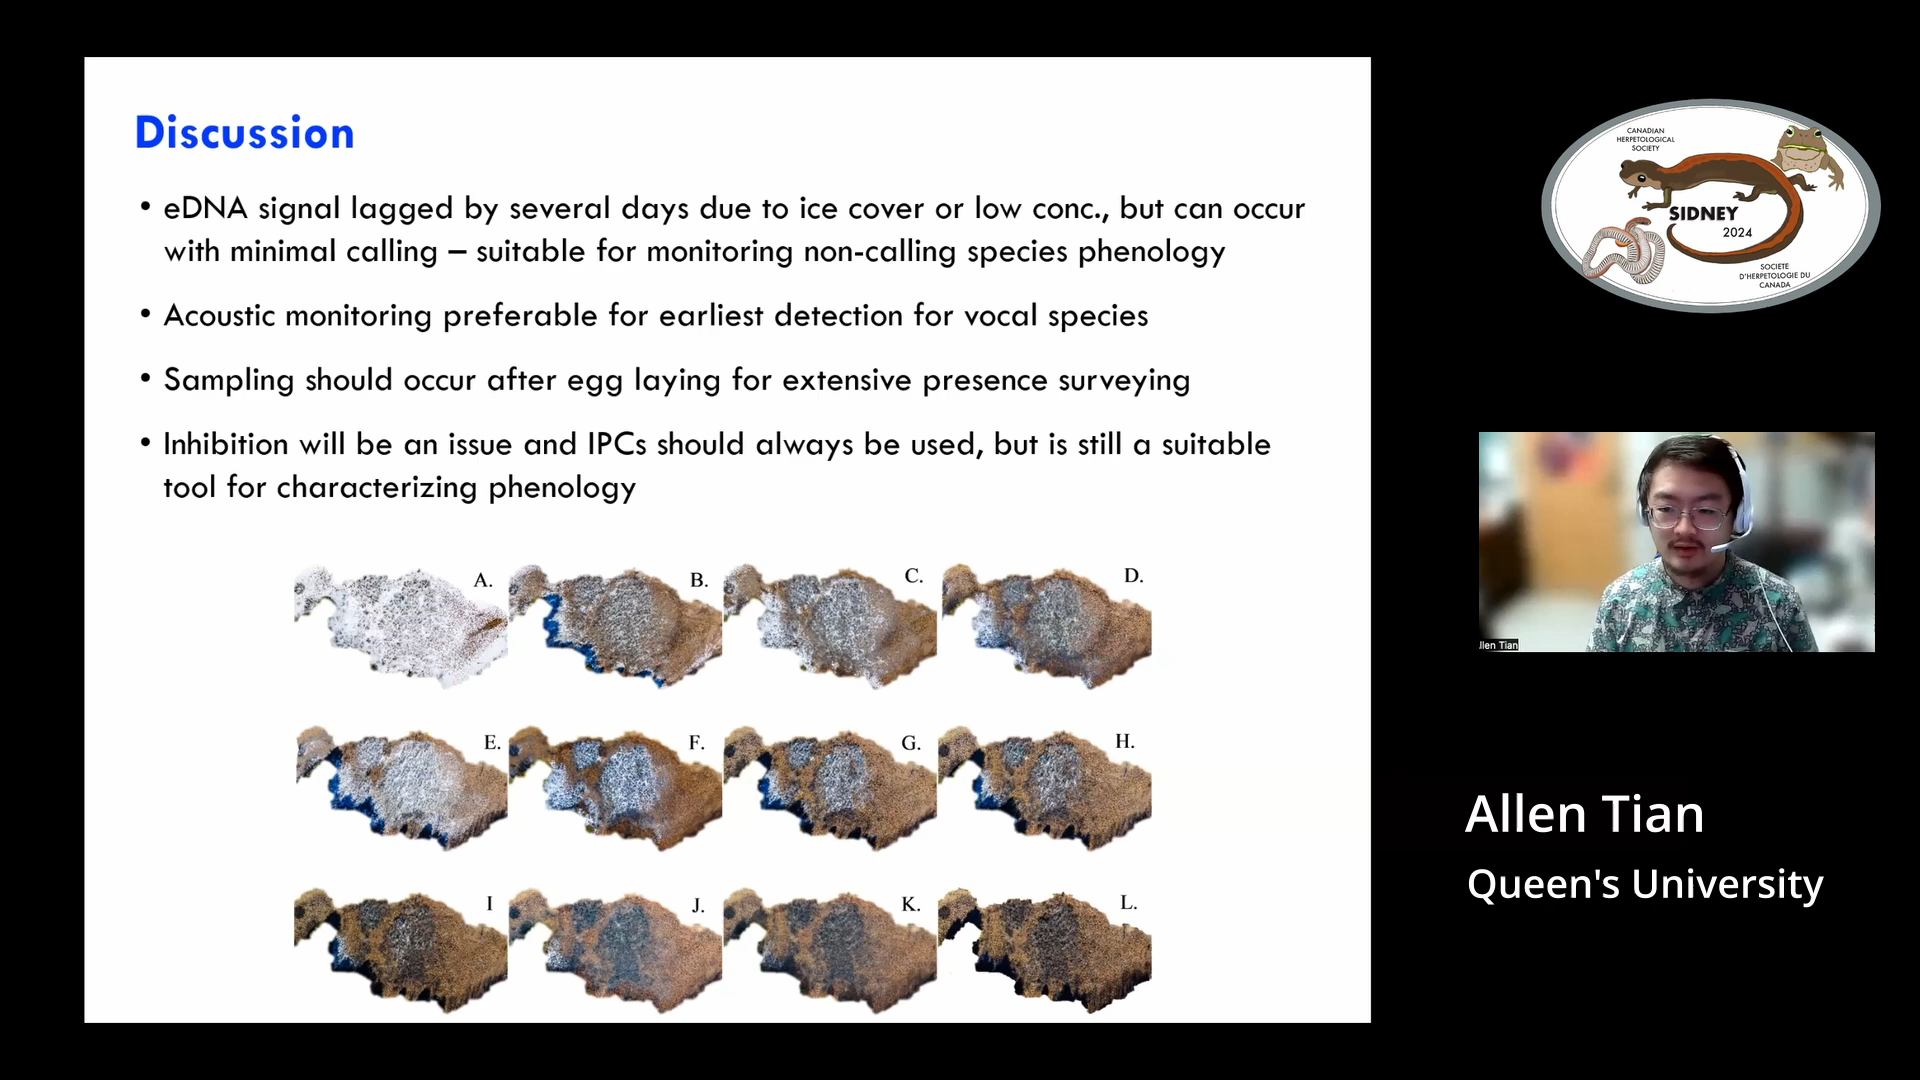 Discussion
• eDNA signal lagged by several days due to ice cover or low conc., but can occur
with minimal calling – suitable for monitoring non-calling species phenology
• Acoustic monitoring preferable for earliest detection for vocal species
• Sampling should occur after egg laying for extensive presence surveying
• Inhibition will be an issue and IPCs should always be used, but is still a suitable
tool for characterizing phenology
A.
B.
C.
D.
E.
F.
G.
H.
I
J.
K.
L.
CANADIAN
HERPETOLOGICAL
SOCIETY
SIDNEY
2024
SOCIETE
D'HERPETOLOGIE DU
CANADA
llen Tian
Allen Tian
Queen's University